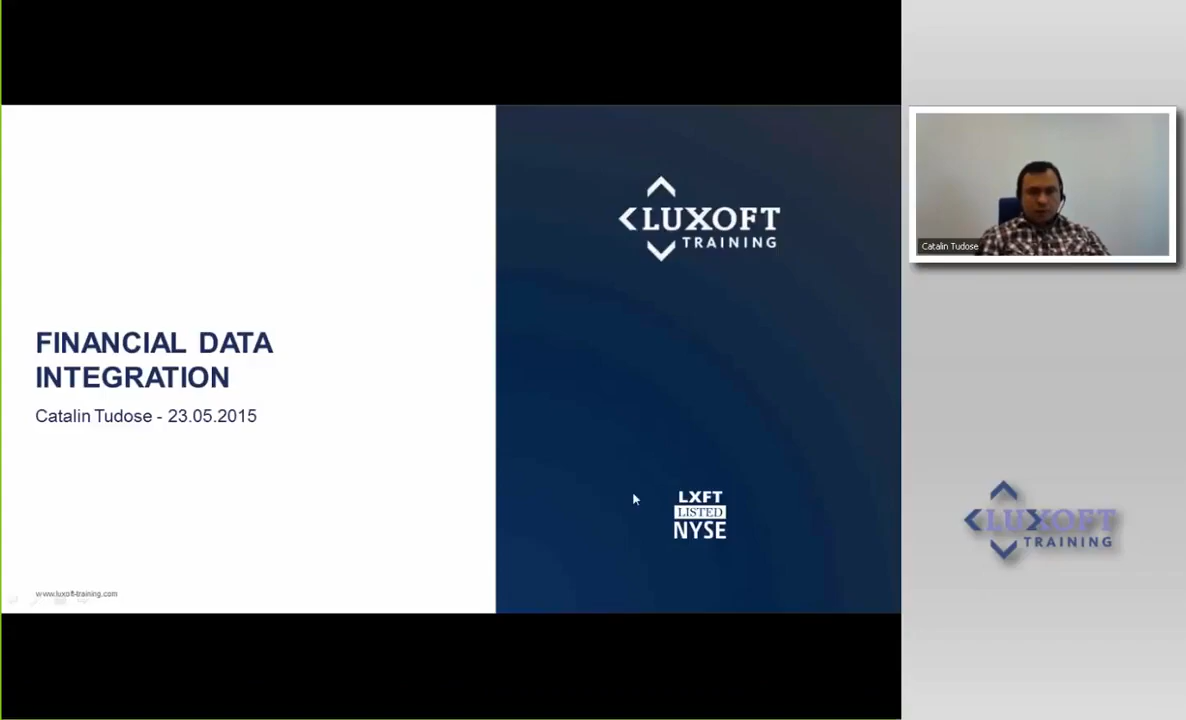 LUXOFT
TRAINING
FINANCIAL DATA
INTEGRATION
Catalin Tudose - 23.05.2015
LXFT
LISTED
NYSE
www.luxoft-training.com
Catalin Tudose
LUXOFT
TRAINING